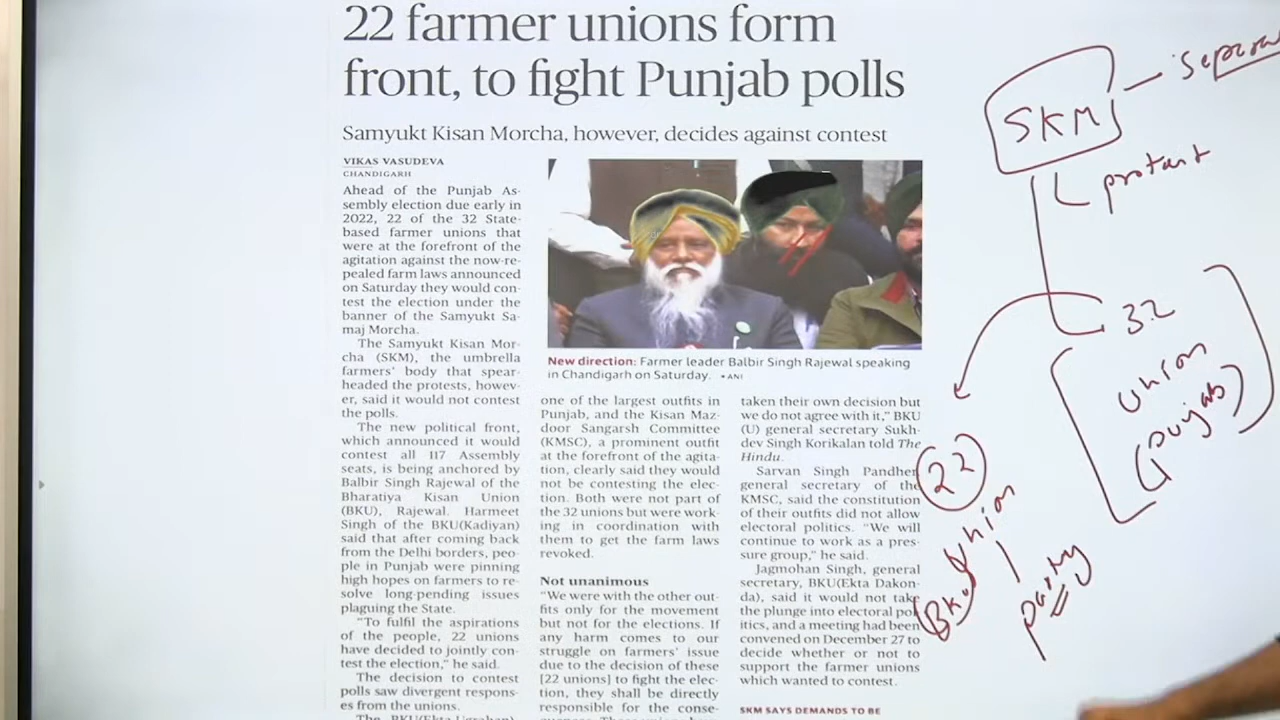 22 farmer unions form
front, to fight Punjab polls
Samyukt Kisan Morcha, however, decides against contest
VIKAS VASUDEVA
CHANDIGARH
Ahead of the Punjab As-
sembly election due early in
2022, 22 of the 32 State-
based farmer unions that
were at the forefront of the
agitation against the now-re-
pealed farm laws announced
on Saturday they would con-
test the election under the
banner of the Samyukt Sa-
maj Morcha.
The Samyukt Kisan Mor-
cha (SKM), the umbrella
farmers' body that spear-
headed the protests, howev-
er, said it would not contest
the polls.
The new political front,
which announced it would
contest all 117 Assembly
seats, is being anchored by
Balbir Singh Rajewal of the
Bharatiya Kisan Union
(BKU), Rajewal. Harmeet
Singh of the BKU(Kadiyan)
said that after coming back
from the Delhi borders, peo-
ple in Punjab were pinning
high hopes on farmers to re-
solve long-pending issues
plaguing the State.
"To fulfil the aspirations
of the people, 22 unions
have decided to jointly con-
test the election," he said.
The decision to contest
polls saw divergent respons-
es from the unions.
The BKU(Ekta-Ugrahan),
New direction: Farmer leader Balbir Singh Rajewal speaking
in Chandigarh on Saturday. • ANI
one of the largest outfits in
Punjab, and the Kisan Maz-
door Sangarsh Committee
(KMSC), a prominent outfit
at the forefront of the agita-
tion, clearly said they would
not be contesting the elec-
tion. Both were not part of
the 32 unions but were work-
ing in coordination with
them to get the farm laws
revoked.
Not unanimous
"We were with the other out-
fits only for the movement
but not for the elections. If
any harm comes to our
struggle on farmers' issue
due to the decision of these
[22 unions] to fight the elec-
tion, they shall be directly
responsible for the conse-
taken their own decision but
we do not agree with it," BKU
(U) general secretary Sukh-
dev Singh Korikalan told The
Hindu.
Sarvan Singh Pandher,
general secretary of the
KMSC, said the constitution
of their outfits did not allow
electoral politics. "We will
continue to work as a pres-
sure group," he said.
Jagmohan Singh, general
secretary, BKU(Ekta Dakon-
da), said it would not take
the plunge into electoral pol-
itics, and a meeting had been
convened on December 27 to
decide whether or not to
support the farmer unions
which wanted to contest.
SKM SAYS DEMANDS TO BE
SKM
protest
32
union
(punjab)
22
union
BKU
party